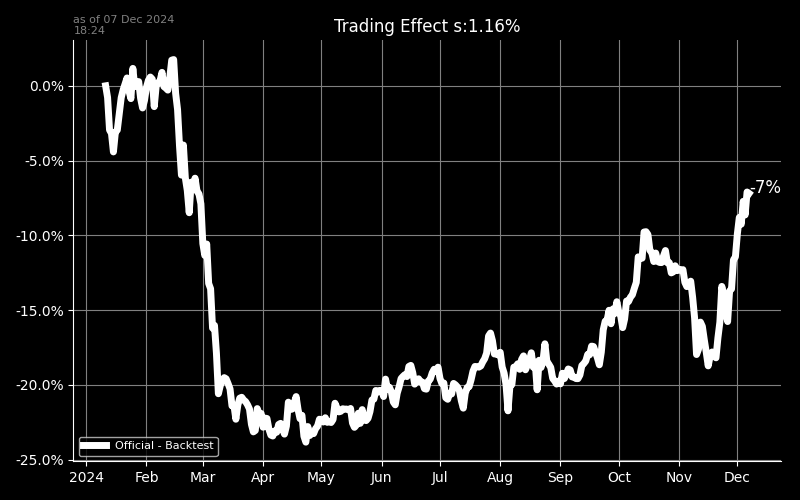 as of 07 Dec 2024
18:24
Trading Effect s:1.16%
0.0%
-5.0%
-10.0%
-15.0%
-20.0%
-25.0%
-7%
Official - Backtest
2024 Feb Mar Apr May Jun Jul Aug Sep Oct Nov Dec